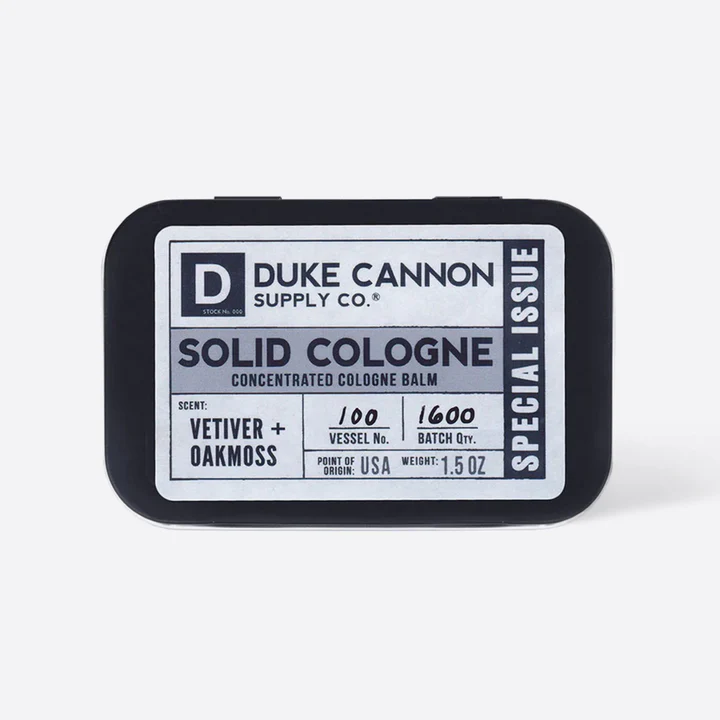 D
STOCK No. 000
DUKE CANNON
SUPPLY CO.®
SOLID COLOGNE
CONCENTRATED COLOGNE BALM
SCENT:
VETIVER +
OAKMOSS
100
VESSEL No.
1600
BATCH QTY.
POINT OF
ORIGIN: USA
WEIGHT: 1.5 OZ
SPECIAL ISSUE